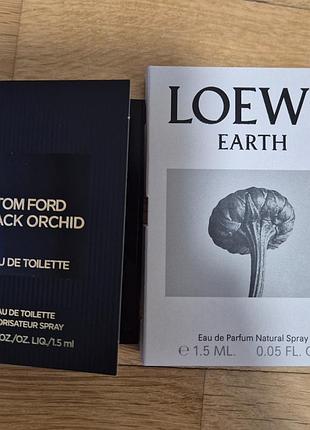 TOM FORD
ACK ORCHID
U DE TOILETTE
AU DE TOILETTE
ORISATEUR SPRAY
OZ./OZ. LIQ./1.5 ml
LOEW
EARTH
Eau de Parfum Natural Spray
℮ 1.5 ML. 0.05 FL. O